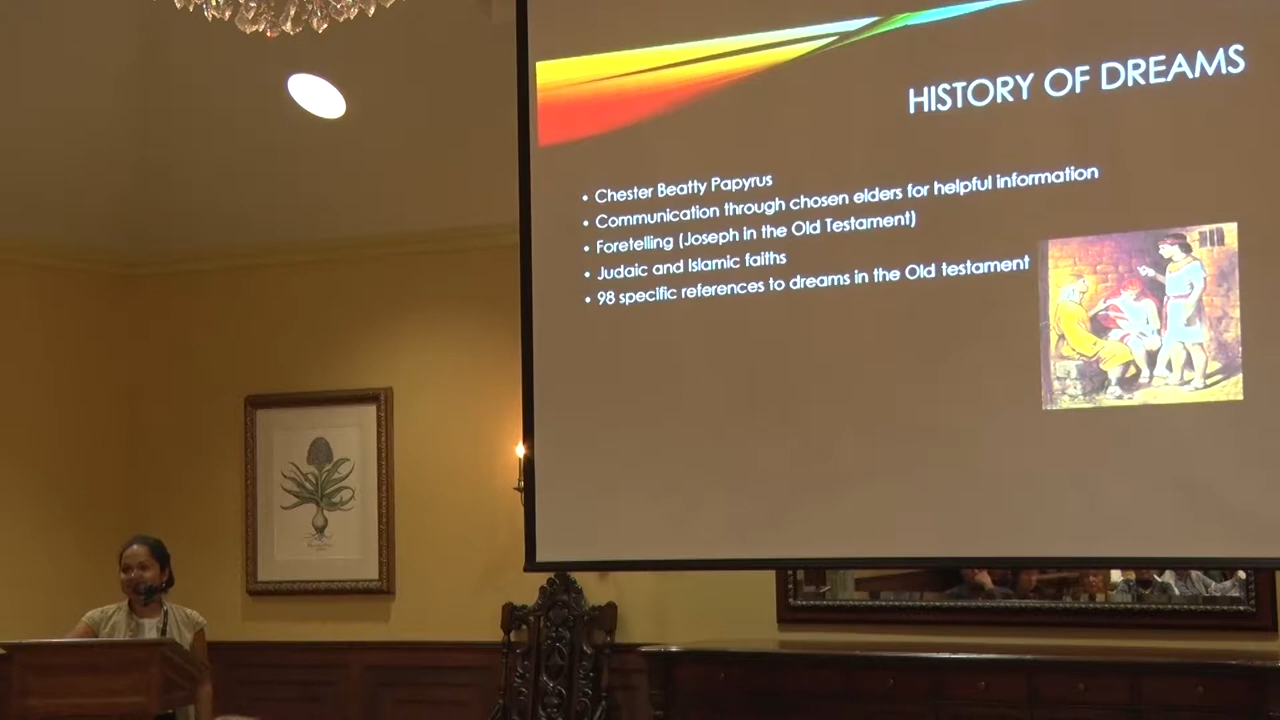 HISTORY OF DREAMS
• Chester Beatty Papyrus
• Communication through chosen elders for helpful information
• Foretelling (Joseph in the Old Testament)
• Judaic and Islamic faiths
• 98 specific references to dreams in the Old testament